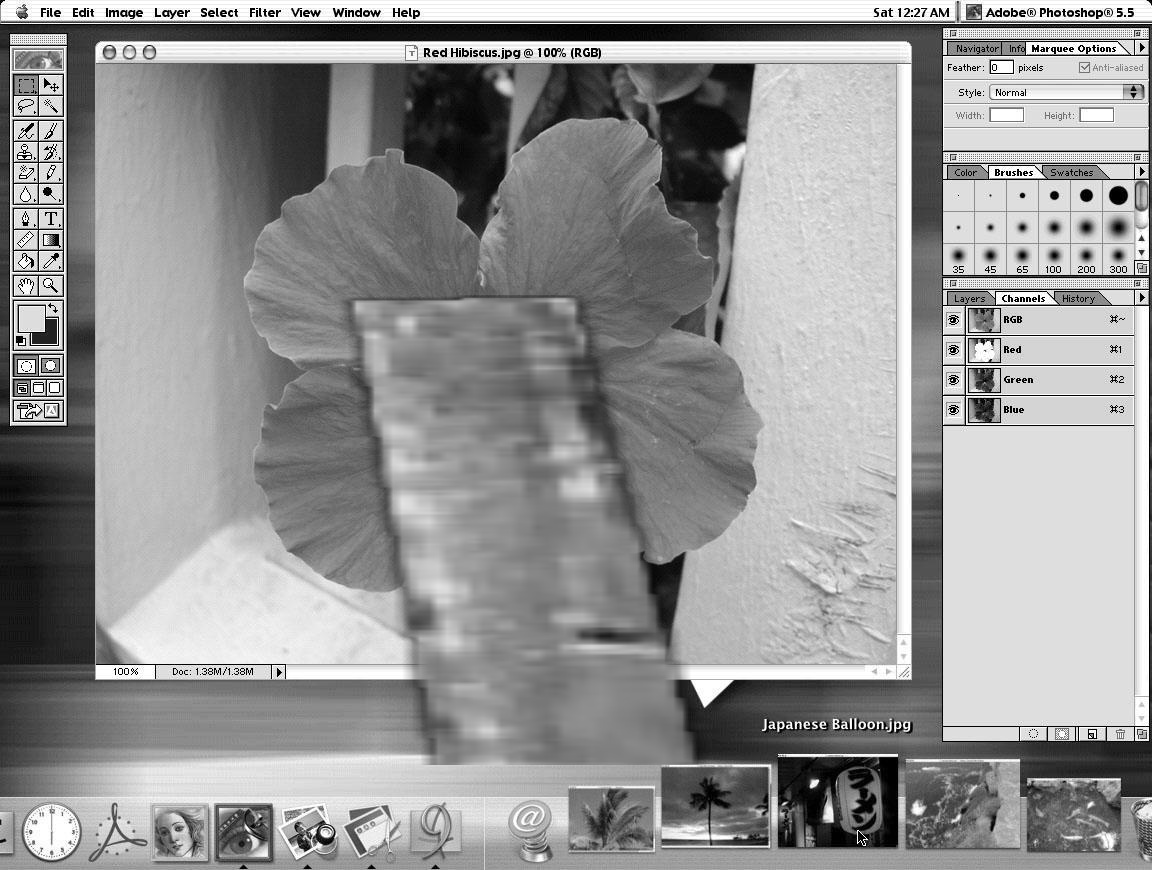 File Edit Image Layer Select Filter View Window Help
Sat 12:27 AM
Adobe® Photoshop® 5.5
Red Hibiscus.jpg @ 100% (RGB)
Navigator Info Marquee Options
Feather: 0 pixels Anti-aliased
Style: Normal
Width: Height:
Color Brushes Swatches
35 45 65 100 200 300
Layers Channels History
RGB ⌘~
Red ⌘1
Green ⌘2
Blue ⌘3
T
100% Doc: 1.38M/1.38M
Japanese Balloon.jpg
ラーメン
@